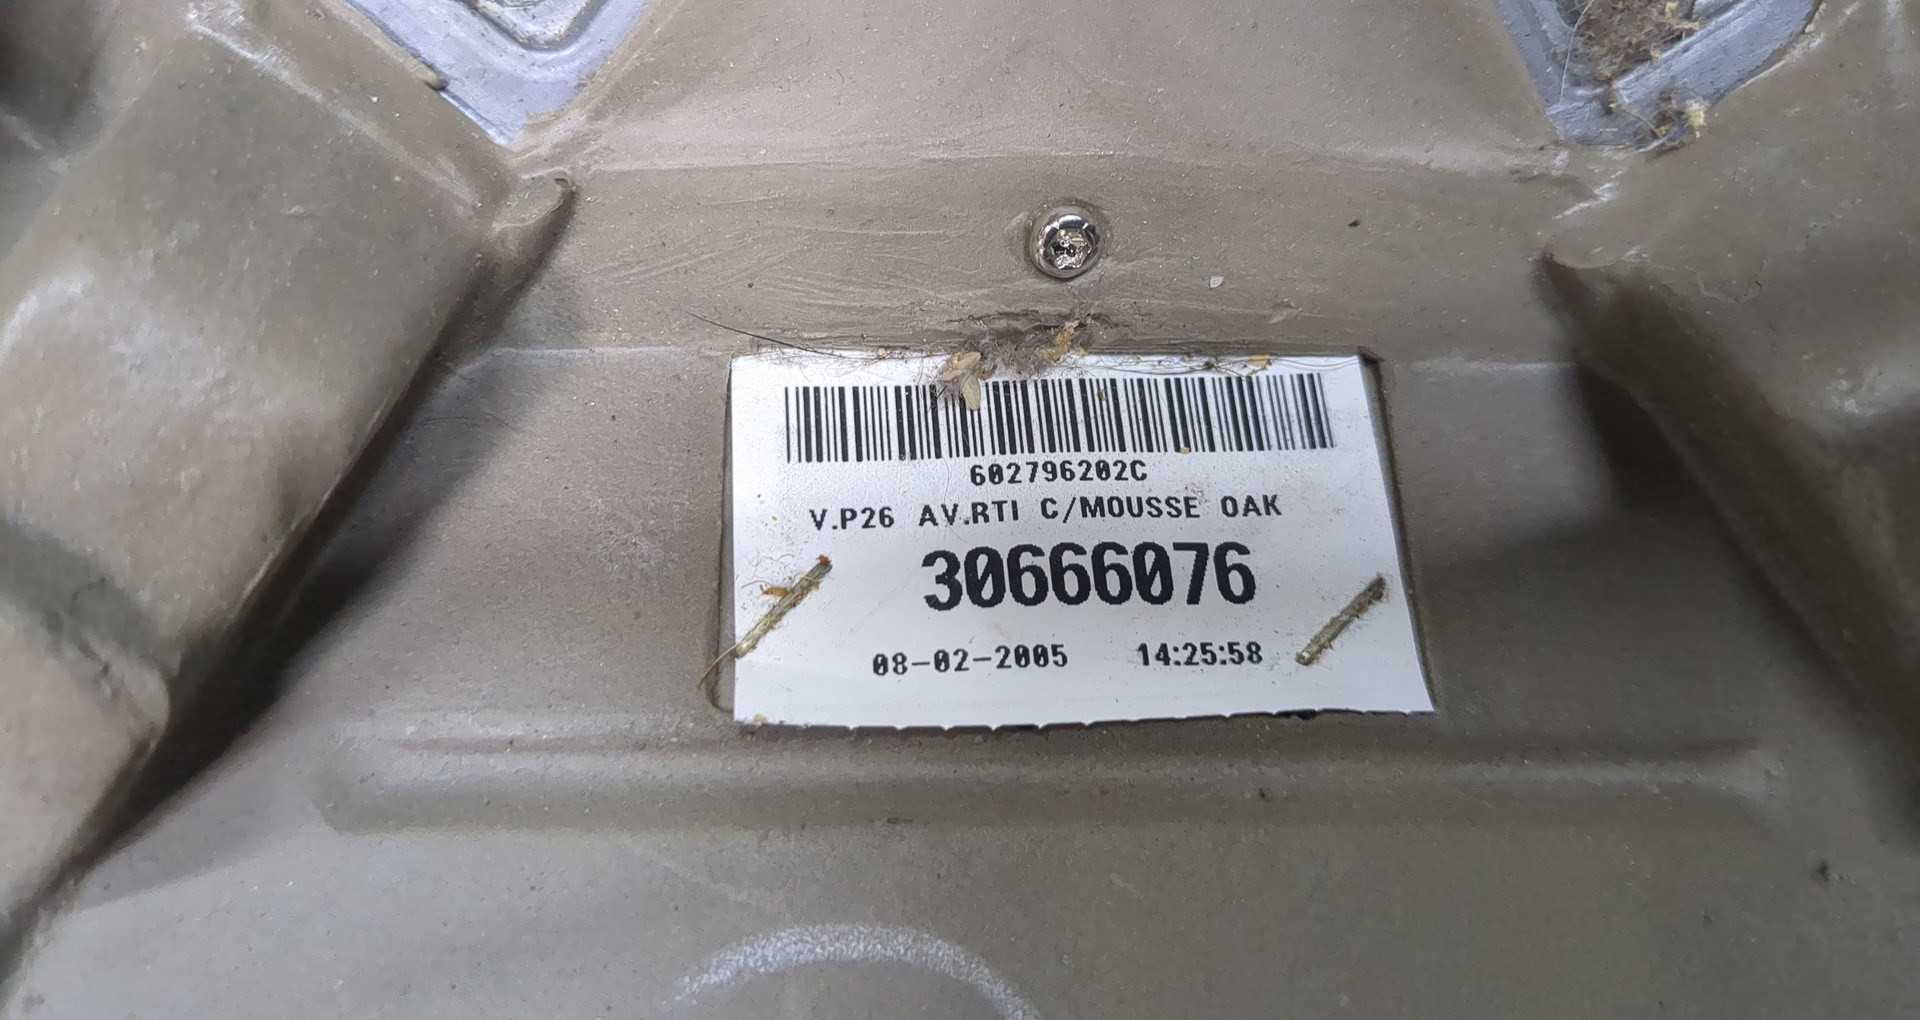 602796202C
V.P26 AV.RTI C/MOUSSE OAK
30666076
08-02-2005 14:25:58